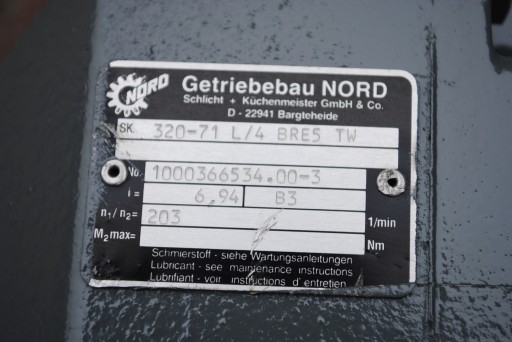 NORD
Getriebebau NORD
Schlicht + Küchenmeister GmbH & Co.
D - 22941 Bargteheide
SK 320-71 L/4 BRE5 TW
No 1000366534.00-3
i = 6,94 B3
n₁/n₂= 203 1/min
M₂max= Nm
Schmierstoff - siehe Wartungsanleitungen
Lubricant - see maintenance instructions
Lubrifiant - voir instructions d'entretien